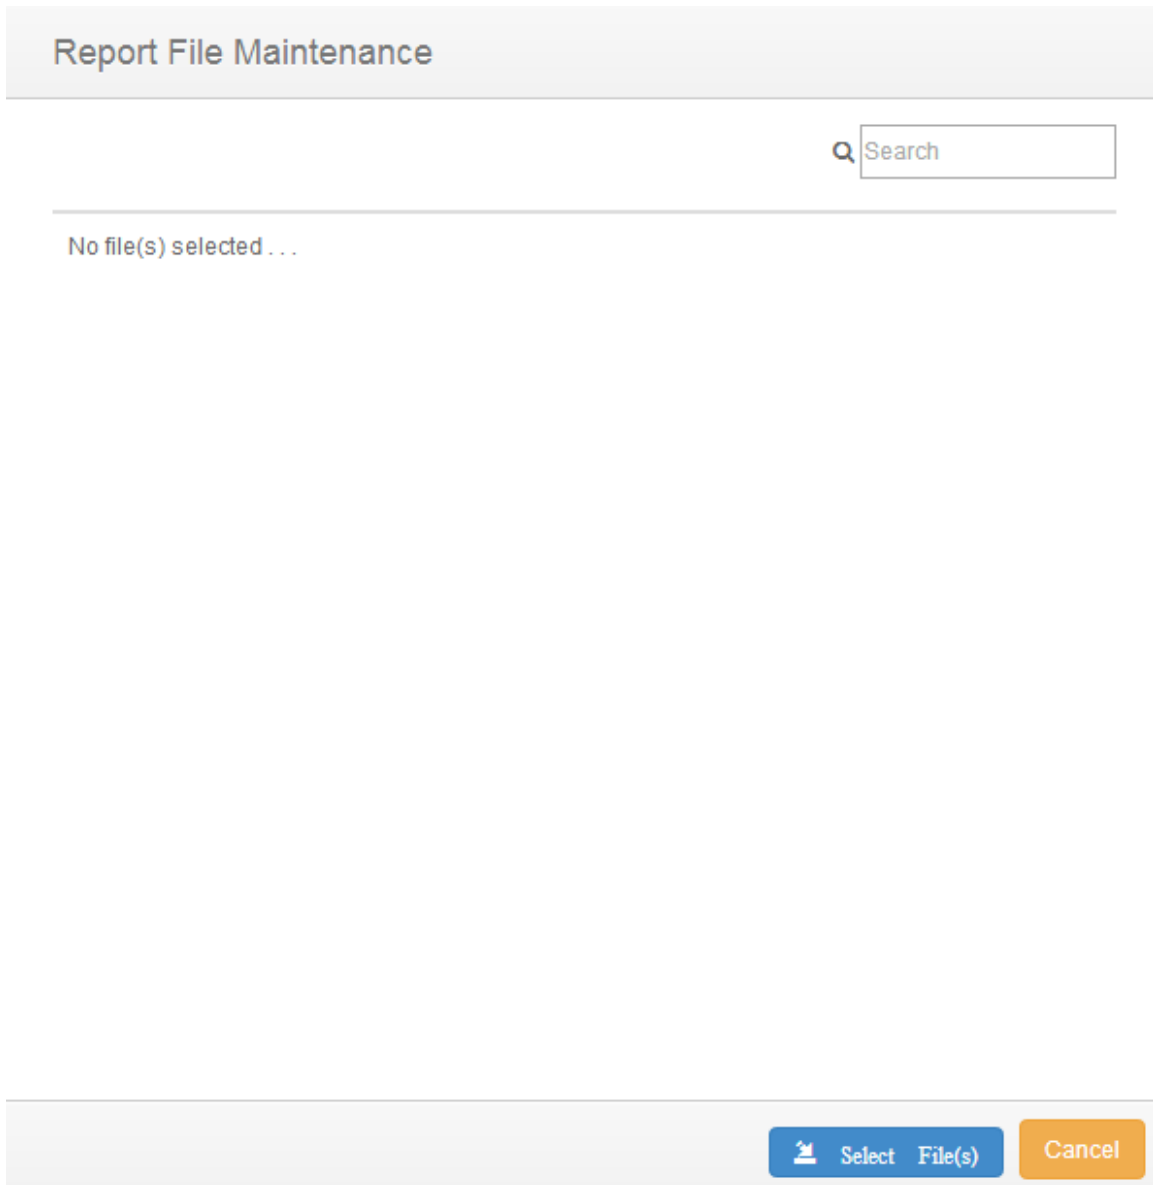 Report File Maintenance
Search
No file(s) selected . . .
Select File(s)
Cancel